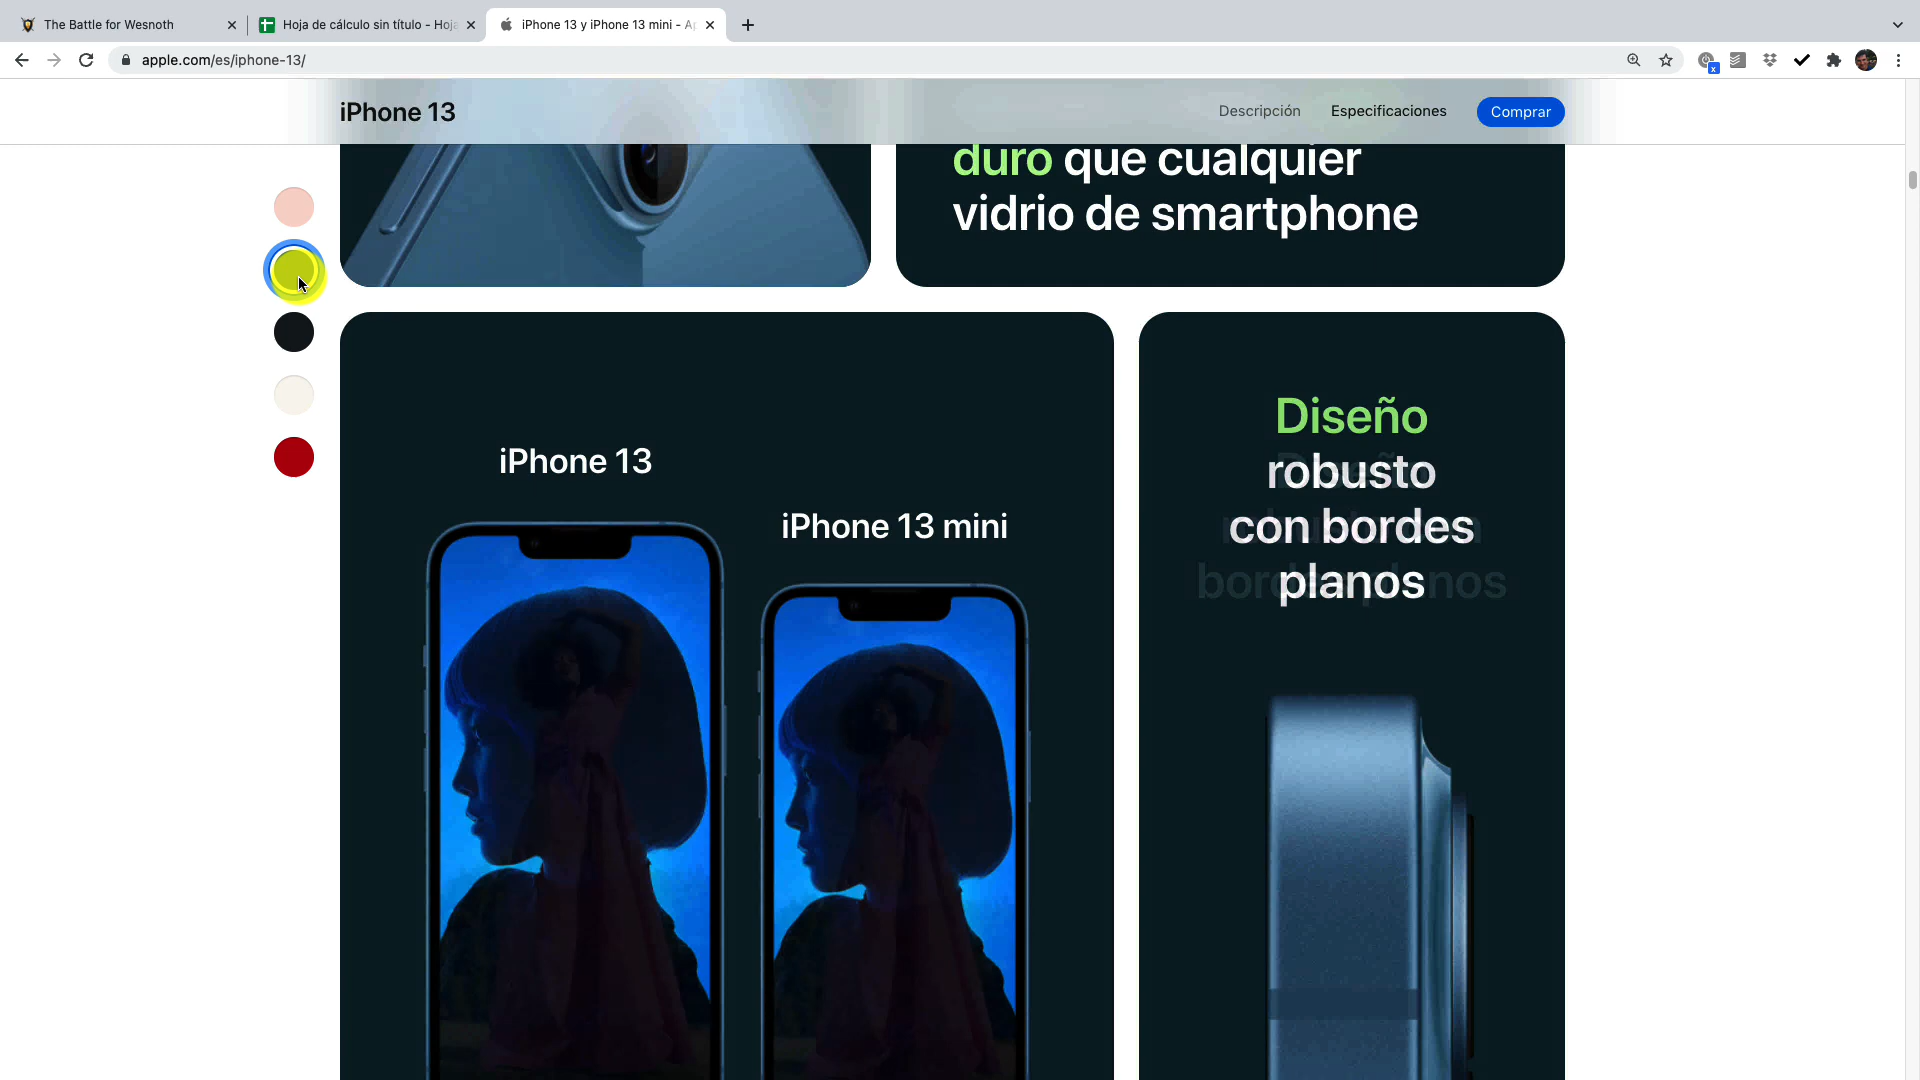 The Battle for Wesnoth
Hoja de cálculo sin título - Hoja
iPhone 13 y iPhone 13 mini - Ap
apple.com/es/iphone-13/
iPhone 13
Descripción
Especificaciones
Comprar
duro que cualquier
vidrio de smartphone
iPhone 13
iPhone 13 mini
Diseño
robusto
con bordes
planos